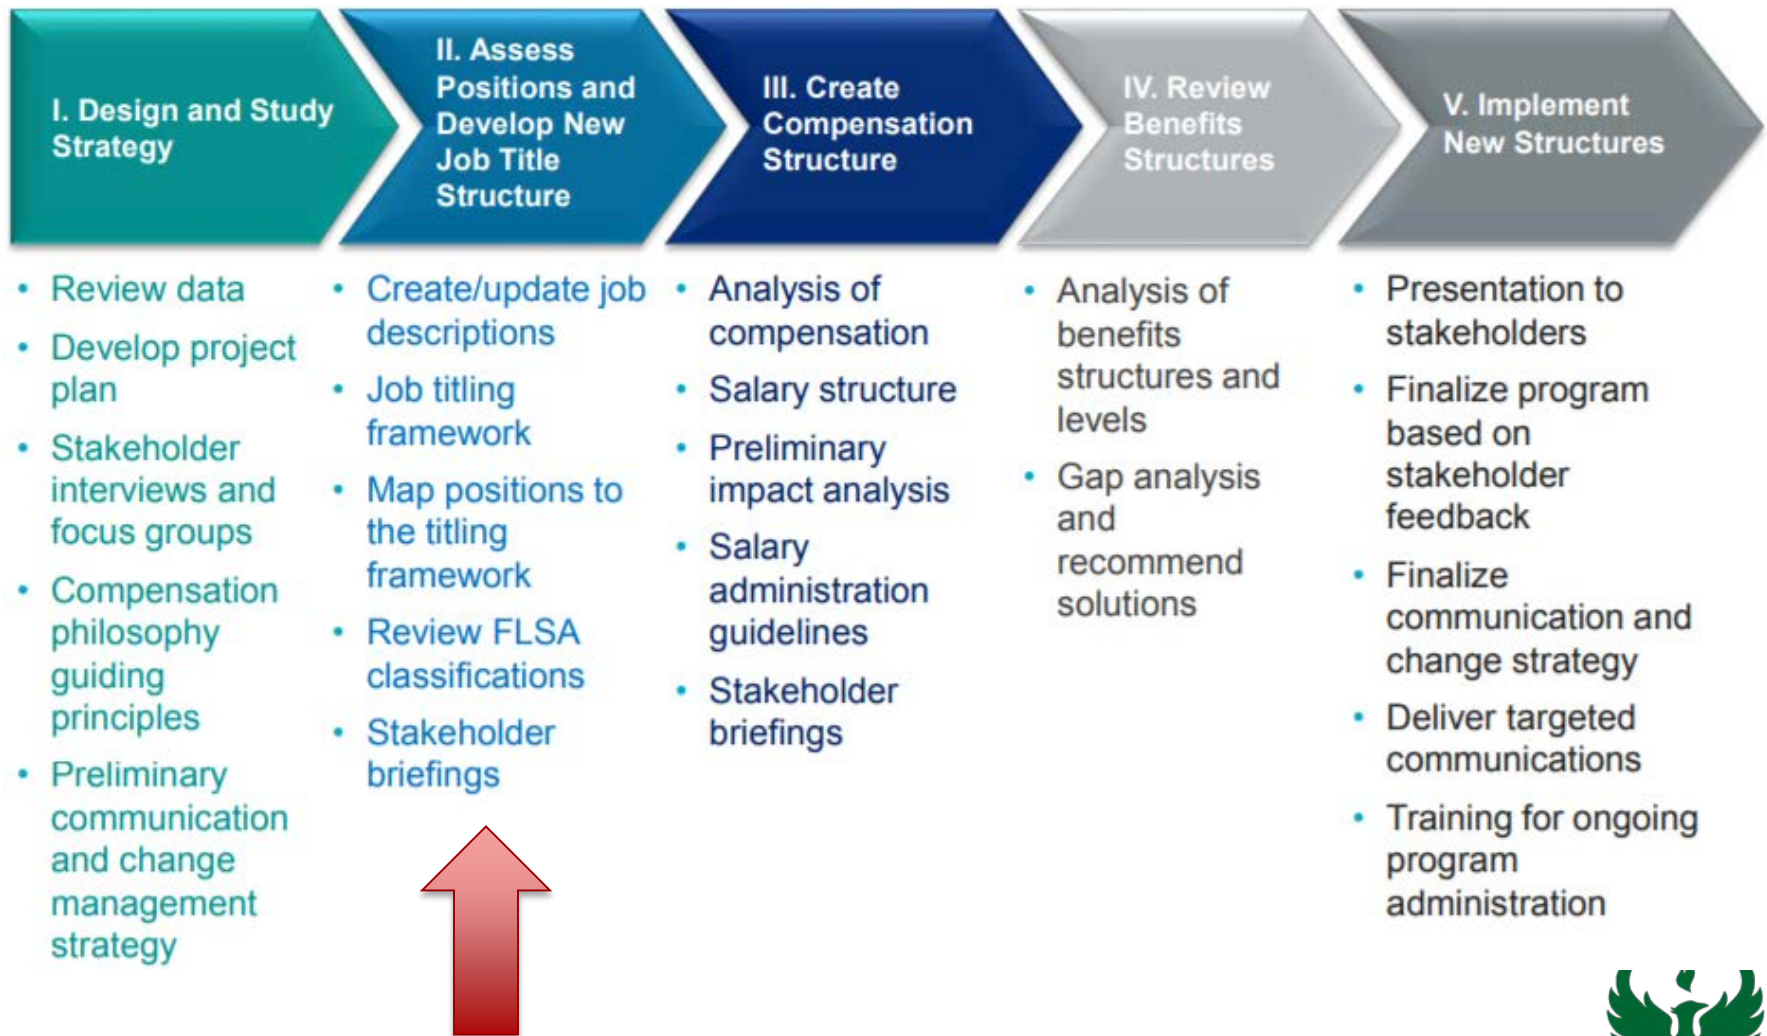 I. Design and Study
Strategy
II. Assess
Positions and
Develop New
Job Title
Structure
III. Create
Compensation
Structure
IV. Review
Benefits
Structures
V. Implement
New Structures
• Review data
• Develop project
plan
• Stakeholder
interviews and
focus groups
• Compensation
philosophy
guiding
principles
• Preliminary
communication
and change
management
strategy
• Create/update job
descriptions
• Job titling
framework
• Map positions to
the titling
framework
• Review FLSA
classifications
• Stakeholder
briefings
• Analysis of
compensation
• Salary structure
• Preliminary
impact analysis
• Salary
administration
guidelines
• Stakeholder
briefings
• Analysis of
benefits
structures and
levels
• Gap analysis
and
recommend
solutions
• Presentation to
stakeholders
• Finalize program
based on
stakeholder
feedback
• Finalize
communication and
change strategy
• Deliver targeted
communications
• Training for ongoing
program
administration